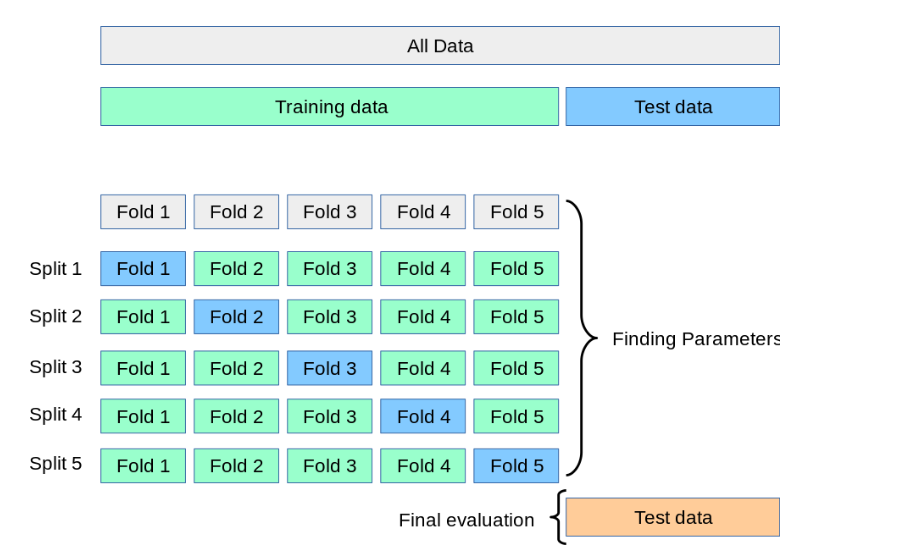 All Data
Training data Test data
Fold 1 Fold 2 Fold 3 Fold 4 Fold 5
Split 1 Fold 1 Fold 2 Fold 3 Fold 4 Fold 5
Split 2 Fold 1 Fold 2 Fold 3 Fold 4 Fold 5
Finding Parameters
Split 3 Fold 1 Fold 2 Fold 3 Fold 4 Fold 5
Split 4 Fold 1 Fold 2 Fold 3 Fold 4 Fold 5
Split 5 Fold 1 Fold 2 Fold 3 Fold 4 Fold 5
Final evaluation Test data